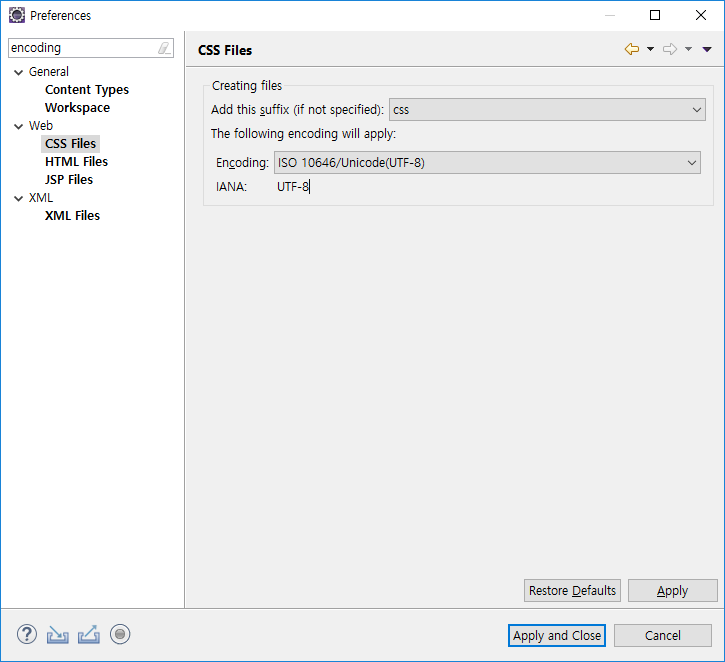 Preferences
encoding
General
Content Types
Workspace
Web
CSS Files
HTML Files
JSP Files
XML
XML Files
CSS Files
Creating files
Add this suffix (if not specified): css
The following encoding will apply:
Encoding: ISO 10646/Unicode(UTF-8)
IANA: UTF-8
Restore Defaults Apply
? Apply and Close Cancel